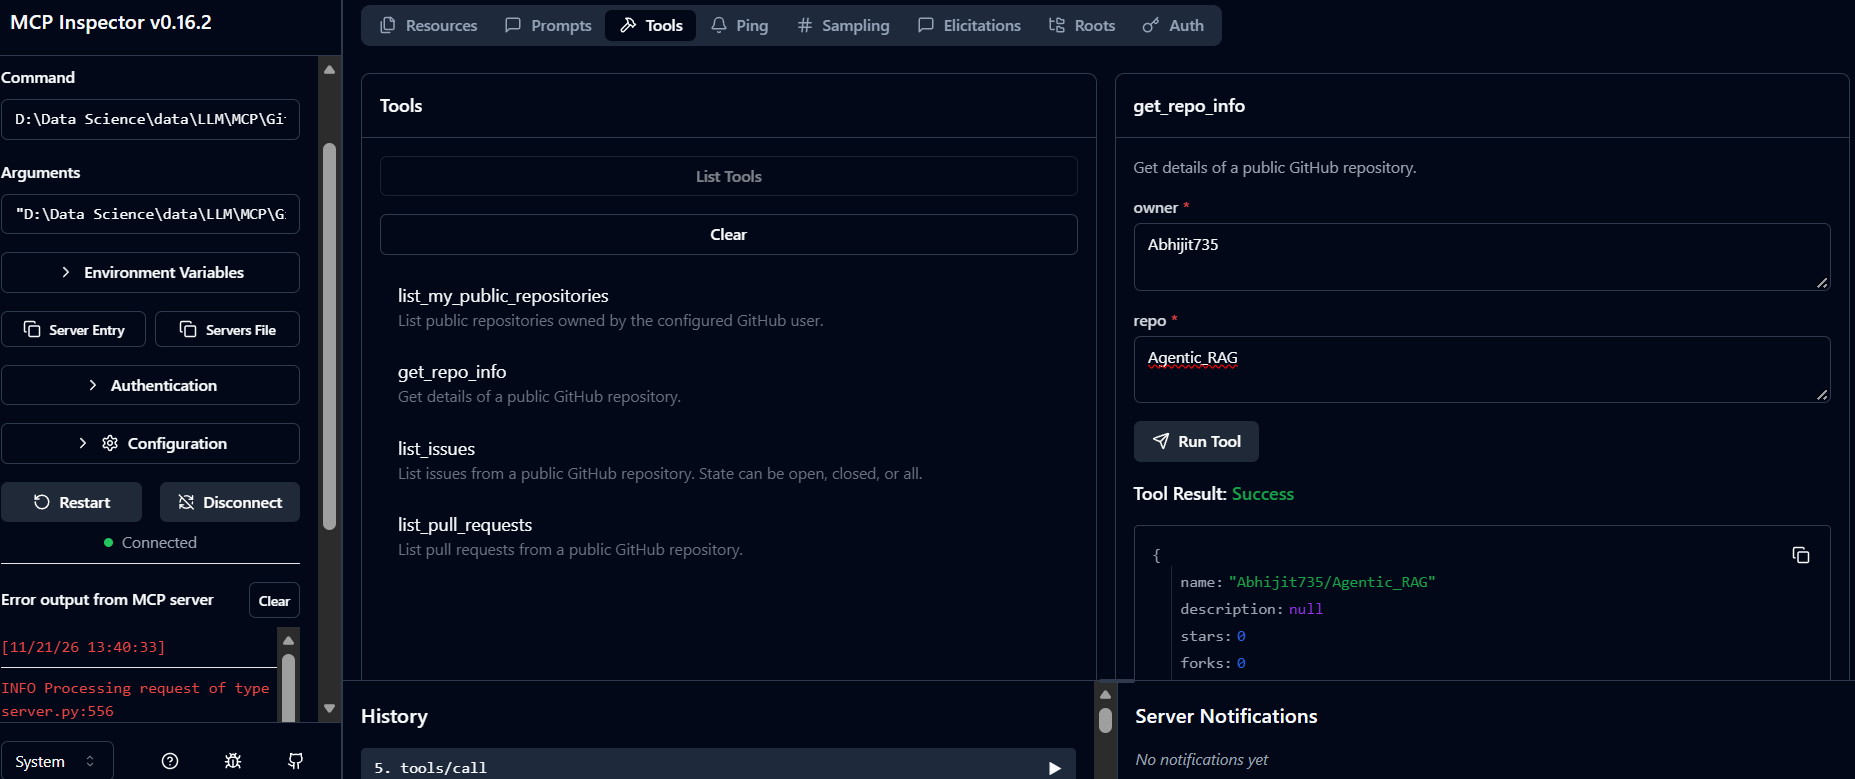 MCP Inspector v0.16.2
Command
D:\Data Science\data\LLM\MCP\Gi
Arguments
"D:\Data Science\data\LLM\MCP\G
Environment Variables
Server Entry
Servers File
Authentication
Configuration
Restart
Disconnect
Connected
Error output from MCP server
Clear
[11/21/26 13:40:33]
INFO Processing request of type
server.py:556
System
Resources
Prompts
Tools
Ping
Sampling
Elicitations
Roots
Auth
Tools
List Tools
Clear
list_my_public_repositories
List public repositories owned by the configured GitHub user.
get_repo_info
Get details of a public GitHub repository.
list_issues
List issues from a public GitHub repository. State can be open, closed, or all.
list_pull_requests
List pull requests from a public GitHub repository.
get_repo_info
Get details of a public GitHub repository.
owner *
Abhijit735
repo *
Agentic_RAG
Run Tool
Tool Result: Success
{
name: "Abhijit735/Agentic_RAG"
description: null
stars: 0
forks: 0
History
5. tools/call
Server Notifications
No notifications yet